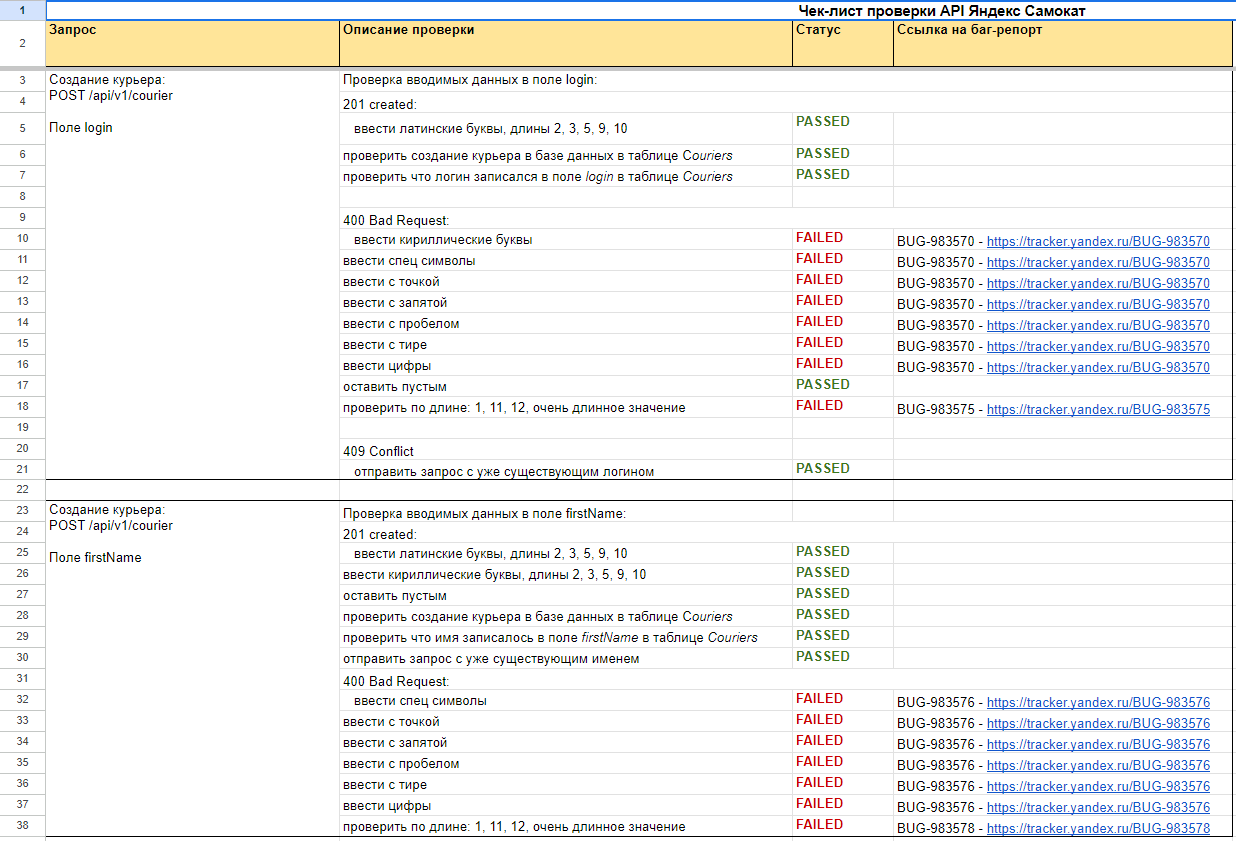 1 Чек-лист проверки API Яндекс Самокат
2 Запрос Описание проверки Статус Ссылка на баг-репорт
3 Создание курьера: Проверка вводимых данных в поле login:
4 POST /api/v1/courier 201 created:
5 Поле login ввести латинские буквы, длины 2, 3, 5, 9, 10 PASSED
6 проверить создание курьера в базе данных в таблице Couriers PASSED
7 проверить что логин записался в поле login в таблице Couriers PASSED
8
9 400 Bad Request:
10 ввести кириллические буквы FAILED BUG-983570 - https://tracker.yandex.ru/BUG-983570
11 ввести спец символы FAILED BUG-983570 - https://tracker.yandex.ru/BUG-983570
12 ввести с точкой FAILED BUG-983570 - https://tracker.yandex.ru/BUG-983570
13 ввести с запятой FAILED BUG-983570 - https://tracker.yandex.ru/BUG-983570
14 ввести с пробелом FAILED BUG-983570 - https://tracker.yandex.ru/BUG-983570
15 ввести с тире FAILED BUG-983570 - https://tracker.yandex.ru/BUG-983570
16 ввести цифры FAILED BUG-983570 - https://tracker.yandex.ru/BUG-983570
17 оставить пустым PASSED
18 проверить по длине: 1, 11, 12, очень длинное значение FAILED BUG-983575 - https://tracker.yandex.ru/BUG-983575
19
20 409 Conflict
21 отправить запрос с уже существующим логином PASSED
22
23 Создание курьера: Проверка вводимых данных в поле firstName:
24 POST /api/v1/courier 201 created:
25 Поле firstName ввести латинские буквы, длины 2, 3, 5, 9, 10 PASSED
26 ввести кириллические буквы, длины 2, 3, 5, 9, 10 PASSED
27 оставить пустым PASSED
28 проверить создание курьера в базе данных в таблице Couriers PASSED
29 проверить что имя записалось в поле firstName в таблице Couriers PASSED
30 отправить запрос с уже существующим именем PASSED
31 400 Bad Request:
32 ввести спец символы FAILED BUG-983576 - https://tracker.yandex.ru/BUG-983576
33 ввести с точкой FAILED BUG-983576 - https://tracker.yandex.ru/BUG-983576
34 ввести с запятой FAILED BUG-983576 - https://tracker.yandex.ru/BUG-983576
35 ввести с пробелом FAILED BUG-983576 - https://tracker.yandex.ru/BUG-983576
36 ввести с тире FAILED BUG-983576 - https://tracker.yandex.ru/BUG-983576
37 ввести цифры FAILED BUG-983576 - https://tracker.yandex.ru/BUG-983576
38 проверить по длине: 1, 11, 12, очень длинное значение FAILED BUG-983578 - https://tracker.yandex.ru/BUG-983578